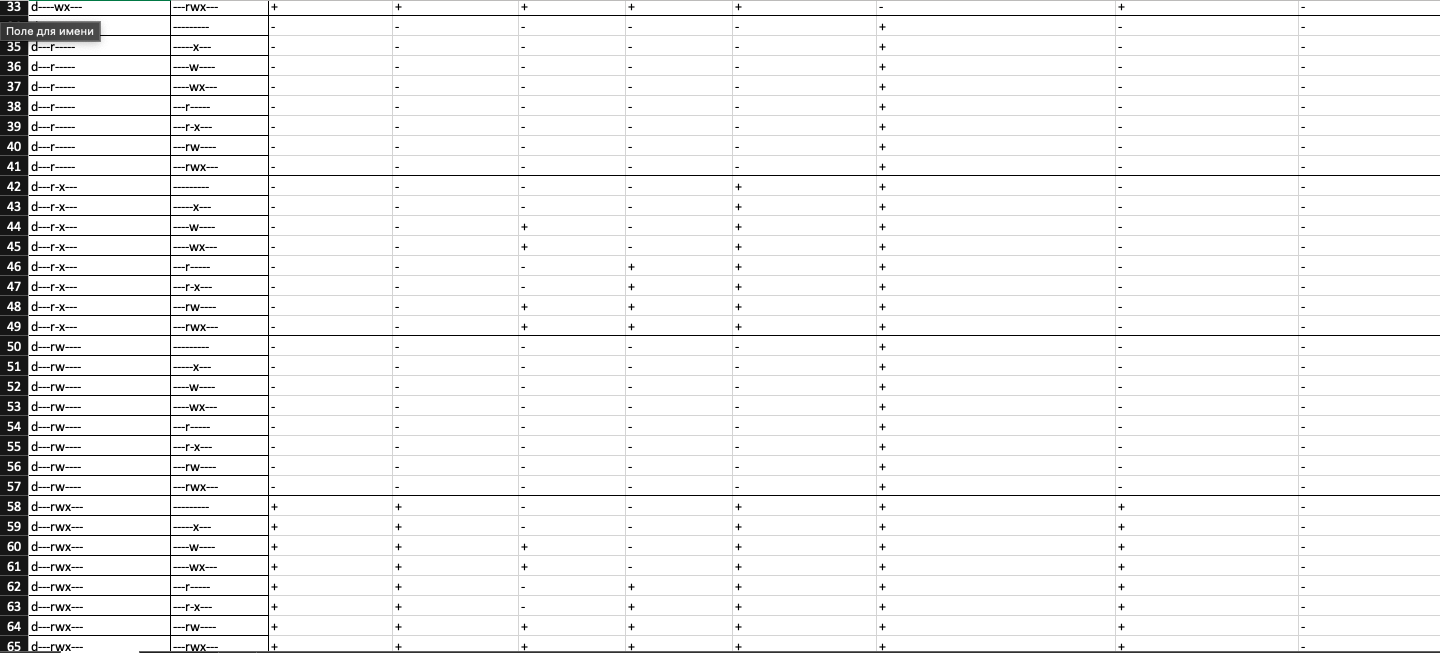 33 d----wx--- ---rwx--- + + + + + - + -
Поле для имени --------- - - - - - + - -
35 d---r----- -----x--- - - - - - + - -
36 d---r----- ----w---- - - - - - + - -
37 d---r----- ----wx--- - - - - - + - -
38 d---r----- ---r----- - - - - - + - -
39 d---r----- ---r-x--- - - - - - + - -
40 d---r----- ---rw---- - - - - - + - -
41 d---r----- ---rwx--- - - - - - + - -
42 d---r-x--- --------- - - - - + + - -
43 d---r-x--- -----x--- - - - - + + - -
44 d---r-x--- ----w---- - - + - + + - -
45 d---r-x--- ----wx--- - - + - + + - -
46 d---r-x--- ---r----- - - - + + + - -
47 d---r-x--- ---r-x--- - - - + + + - -
48 d---r-x--- ---rw---- - - + + + + - -
49 d---r-x--- ---rwx--- - - + + + + - -
50 d---rw---- --------- - - - - - + - -
51 d---rw---- -----x--- - - - - - + - -
52 d---rw---- ----w---- - - - - - + - -
53 d---rw---- ----wx--- - - - - - + - -
54 d---rw---- ---r----- - - - - - + - -
55 d---rw---- ---r-x--- - - - - - + - -
56 d---rw---- ---rw---- - - - - - + - -
57 d---rw---- ---rwx--- - - - - - + - -
58 d---rwx--- --------- + + - - + + + -
59 d---rwx--- -----x--- + + - - + + + -
60 d---rwx--- ----w---- + + + - + + + -
61 d---rwx--- ----wx--- + + + - + + + -
62 d---rwx--- ---r----- + + - + + + + -
63 d---rwx--- ---r-x--- + + - + + + + -
64 d---rwx--- ---rw---- + + + + + + + -
65 d---rwx--- ---rwx--- + + + + + + + -